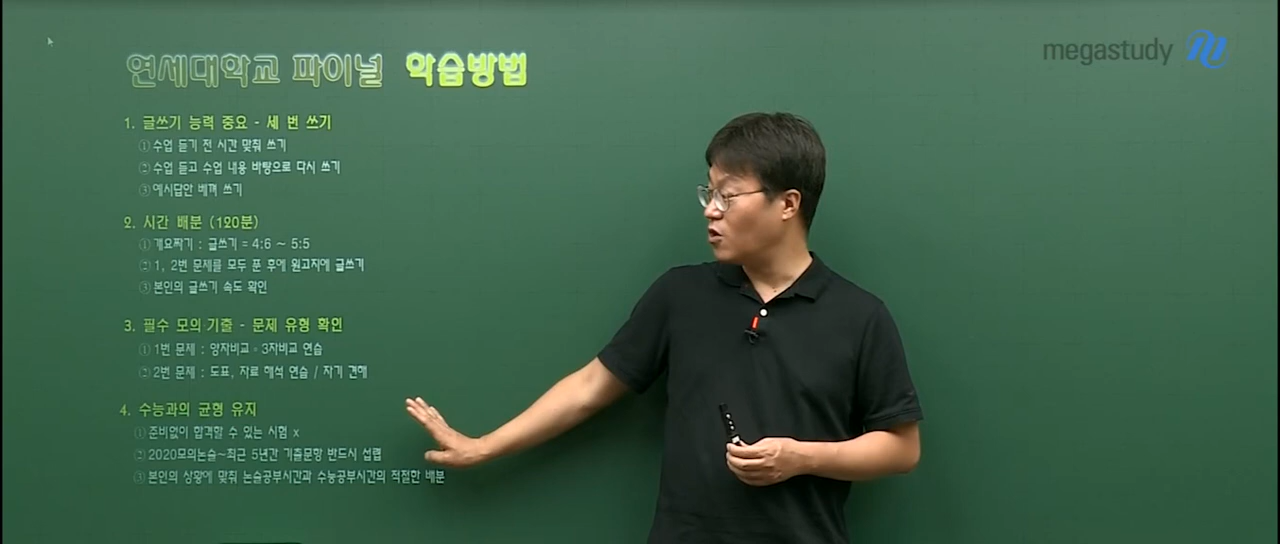 megastudy
연세대학교 파이널 학습방법
1. 글쓰기 능력 중요 - 세 번 쓰기
① 수업 듣기 전 시간 맞춰 쓰기
② 수업 듣고 수업 내용 바탕으로 다시 쓰기
③ 예시답안 베껴 쓰기
2. 시간 배분 (120분)
① 개요짜기 : 글쓰기 = 4:6 ~ 5:5
② 1, 2번 문제를 모두 푼 후에 원고지에 글쓰기
③ 본인의 글쓰기 속도 확인
3. 필수 모의 기출 - 문제 유형 확인
① 1번 문제 : 양자비교 · 3자비교 연습
② 2번 문제 : 도표, 자료 해석 연습 / 자기 견해
4. 수능과의 균형 유지
① 준비없이 합격할 수 있는 시험 x
② 2020모의논술~최근 5년간 기출문항 반드시 섭렵
③ 본인의 상황에 맞춰 논술공부시간과 수능공부시간의 적절한 배분